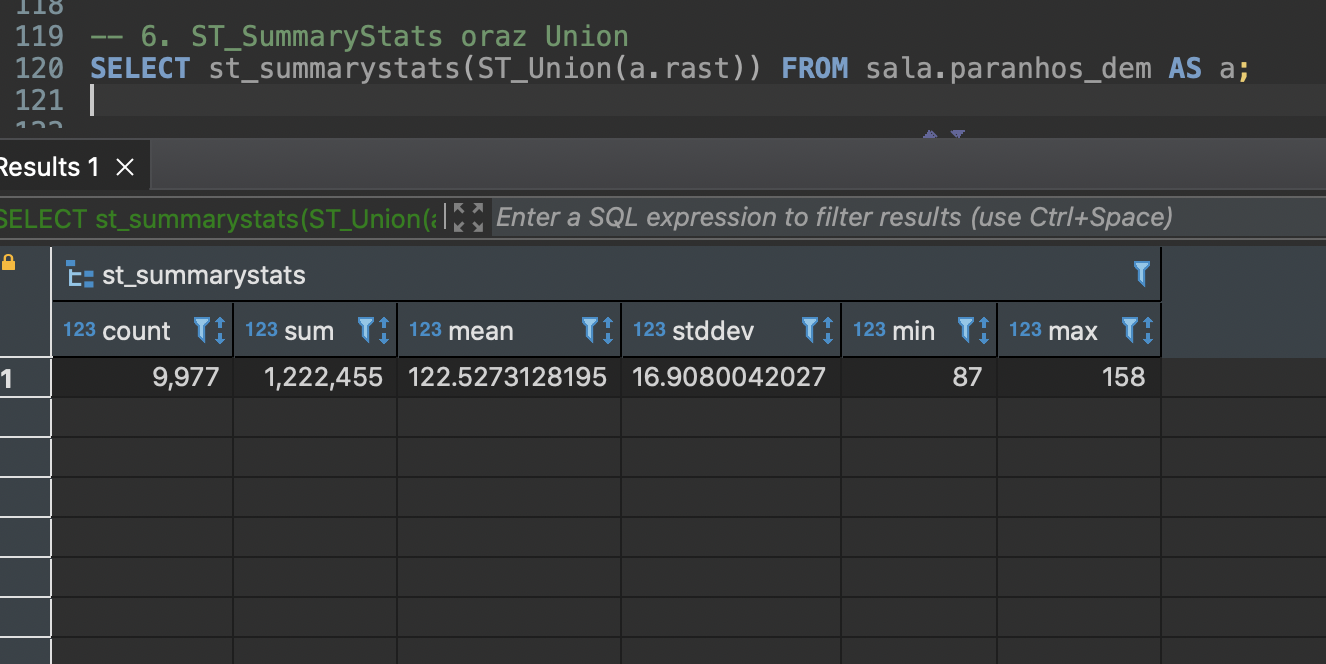 118
119 -- 6. ST_SummaryStats oraz Union
120 SELECT st_summarystats(ST_Union(a.rast)) FROM sala.paranhos_dem AS a;
121
Results 1
SELECT st_summarystats(ST_Union( Enter a SQL expression to filter results (use Ctrl+Space)
st_summarystats
123 count 123 sum 123 mean 123 stddev 123 min 123 max
1 9,977 1,222,455 122.5273128195 16.9080042027 87 158